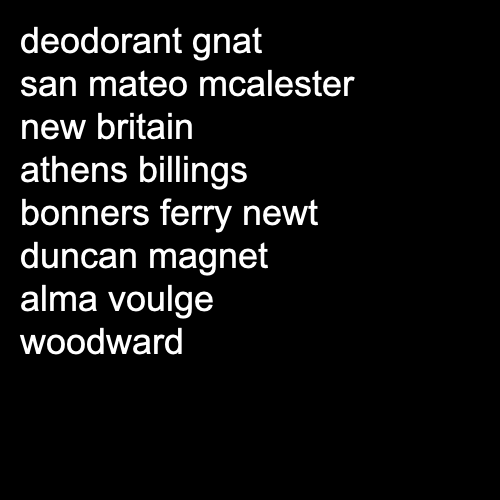 deodorant gnat
san mateo mcalester
new britain
athens billings
bonners ferry newt
duncan magnet
alma voulge
woodward